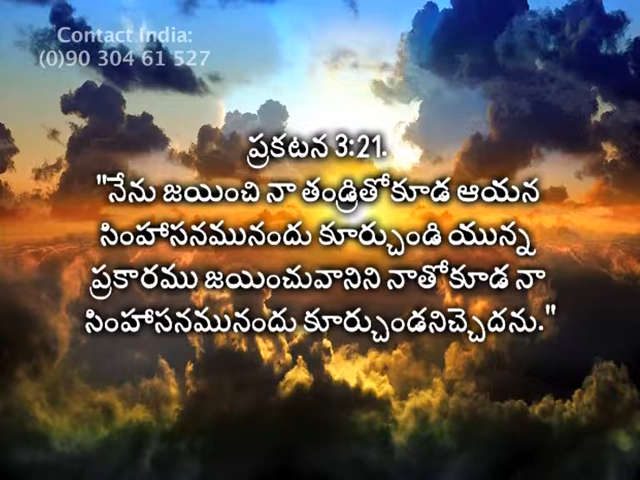 Contact India:
(0)90 304 61 527
ప్రకటన 3:21.
"నేను జయించి నా తండ్రితోకూడ ఆయన
సింహాసనమునందు కూర్చుండి యున్న
ప్రకారము జయించువానిని నాతోకూడ నా
సింహాసనమునందు కూర్చుండనిచ్చెదను."